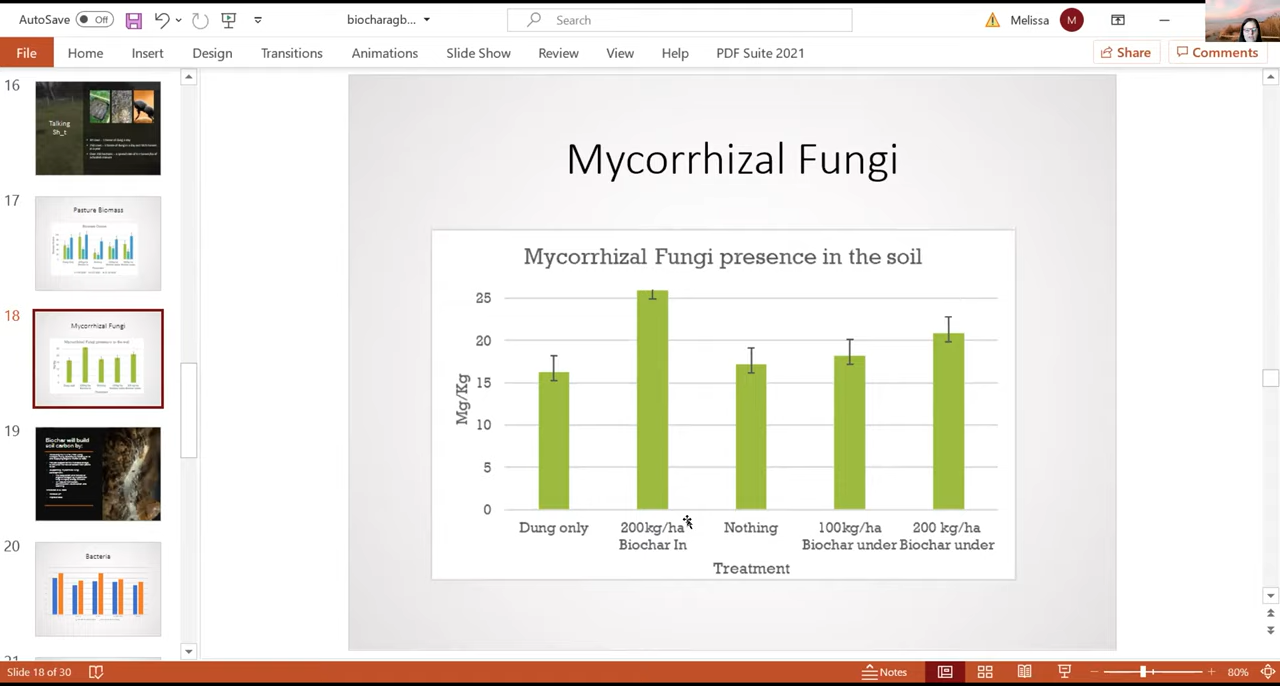 AutoSave Off
biocharagb...
Search
Melissa M
File Home Insert Design Transitions Animations Slide Show Review View Help PDF Suite 2021
Share Comments
16
Talking
Sh_t
17
Pasture Biomass
18
Mycorrhizal Fungi
19
Biochar will build
soil carbon by:
20
Bacteria
Mycorrhizal Fungi
Mycorrhizal Fungi presence in the soil
Mg/Kg
25
20
15
10
5
0
Dung only
200kg/ha
Biochar In
Nothing
100kg/ha
Biochar under
200 kg/ha
Biochar under
Treatment
Slide 18 of 30
Notes
80%